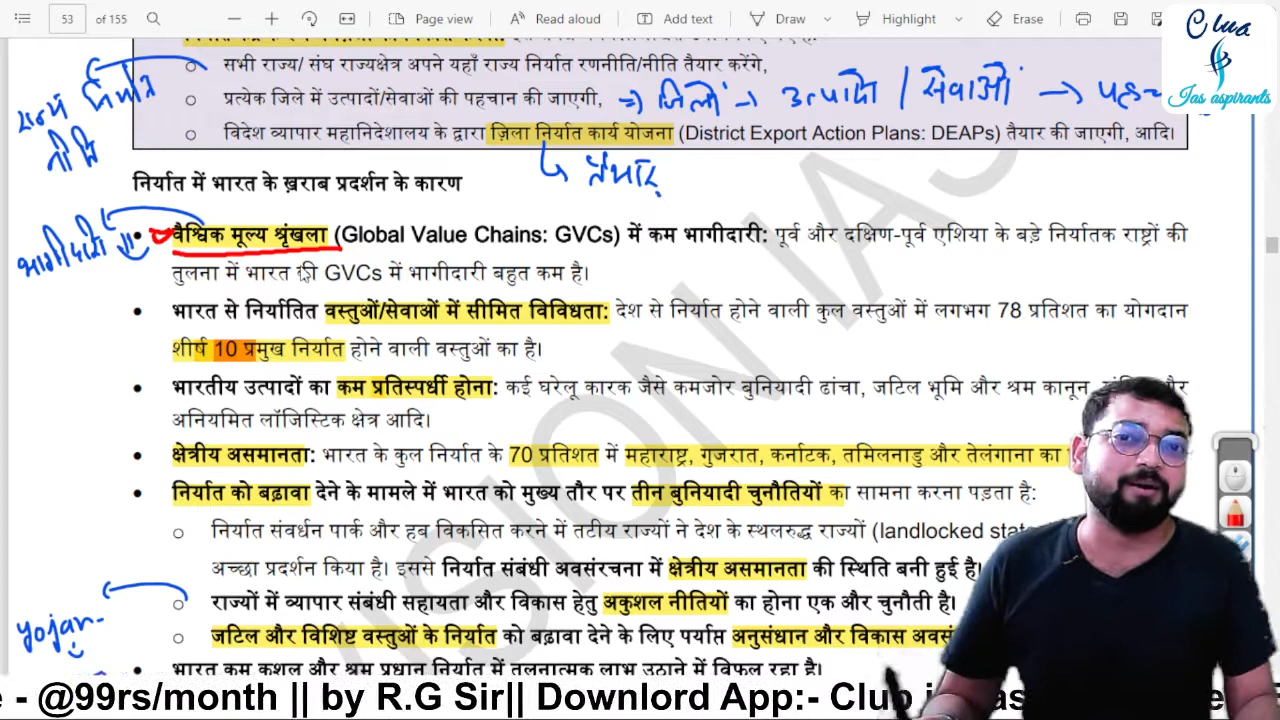 53 of 155 Page view Read aloud Add text Draw Highlight Erase
Clua
Ias aspirants
सभी राज्य/ संघ राज्यक्षेत्र अपने यहाँ राज्य निर्यात रणनीति/नीति तैयार करेंगे,
प्रत्येक जिले में उत्पादों/सेवाओं की पहचान की जाएगी, → जिलों → उत्पादों / सेवाओं →
विदेश व्यापार महानिदेशालय के द्वारा ज़िला निर्यात कार्य योजना (District Export Action Plans: DEAPs) तैयार की जाएगी, आदि।
राज्य निर्यात
नीति
तैयार
निर्यात में भारत के ख़राब प्रदर्शन के कारण
भागीदारी
• वैश्विक मूल्य श्रृंखला (Global Value Chains: GVCs) में कम भागीदारी: पूर्व और दक्षिण-पूर्व एशिया के बड़े निर्यातक राष्ट्रों की
तुलना में भारत की GVCs में भागीदारी बहुत कम है।
• भारत से निर्यातित वस्तुओं/सेवाओं में सीमित विविधता: देश से निर्यात होने वाली कुल वस्तुओं में लगभग 78 प्रतिशत का योगदान
शीर्ष 10 प्रमुख निर्यात होने वाली वस्तुओं का है।
• भारतीय उत्पादों का कम प्रतिस्पर्धी होना: कई घरेलू कारक जैसे कमजोर बुनियादी ढांचा, जटिल भूमि और श्रम कानून, और
अनियमित लॉजिस्टिक क्षेत्र आदि।
• क्षेत्रीय असमानता: भारत के कुल निर्यात के 70 प्रतिशत में महाराष्ट्र, गुजरात, कर्नाटक, तमिलनाडु और तेलंगाना का
• निर्यात को बढ़ावा देने के मामले में भारत को मुख्य तौर पर तीन बुनियादी चुनौतियों का सामना करना पड़ता है:
निर्यात संवर्धन पार्क और हब विकसित करने में तटीय राज्यों ने देश के स्थलरुद्ध राज्यों (landlocked
अच्छा प्रदर्शन किया है। इससे निर्यात संबंधी अवसंरचना में क्षेत्रीय असमानता की स्थिति बनी हुई है।
राज्यों में व्यापार संबंधी सहायता और विकास हेतु अकुशल नीतियों का होना एक और चुनौती है।
जटिल और विशिष्ट वस्तुओं के निर्यात को बढ़ावा देने के लिए पर्याप्त अनुसंधान और विकास
• भारत कम कुशल और श्रम प्रधान निर्यात में तुलनात्मक लाभ उठाने में विफल रहा है।
VISION IAS
- @99rs/month || by R.G Sir|| Downlord App:- Club